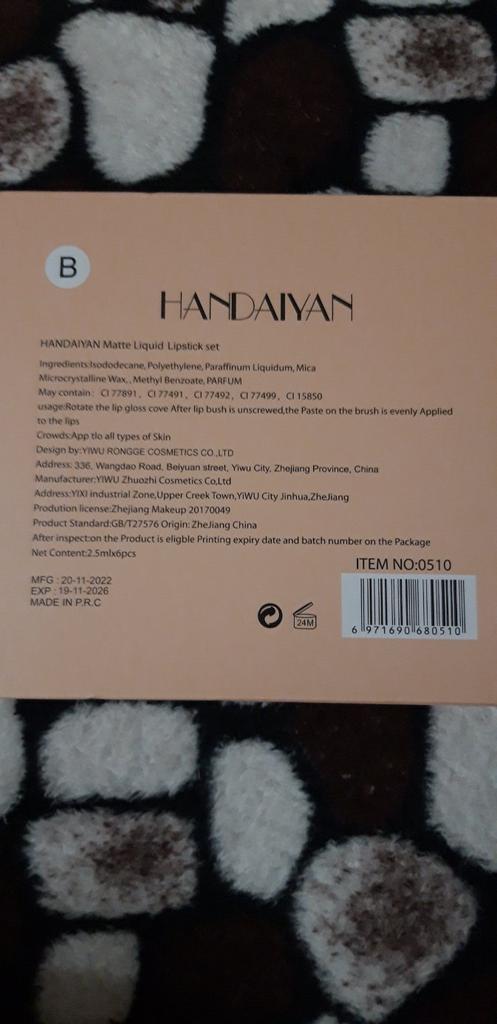 B
HANDAIYAN
HANDAIYAN Matte Liquid Lipstick set
Ingredients:Isododecane, Polyethylene, Paraffinum Liquidum, Mica
Microcrystalline Wax,, Methyl Benzoate, PARFUM
May contain: CI 77891, CI 77491, CI 77492, CI 77499, CI 15850
usage:Rotate the lip gloss cove After lip bush is unscrewed,the Paste on the brush is evenly Applied
to the lips
Crowds:App tlo all types of Skin
Design by:YIWU RONGGE COSMETICS CO.,LTD
Address: 336, Wangdao Road, Beiyuan street, Yiwu City, Zhejiang Province, China
Manufacturer:YIWU Zhuozhi Cosmetics Co,Ltd
Address:YIXI industrial Zone,Upper Creek Town,YiWU City Jinhua,ZheJiang
Prodution license:Zhejiang Makeup 20170049
Product Standard:GB/T27576 Origin: ZheJiang China
After inspect:on the Product is eligble Printing expiry date and batch number on the Package
Net Content:2.5mlx6pcs
ITEM NO:0510
MFG : 20-11-2022
EXP : 19-11-2026
MADE IN P.R.C
24M
6 971690 680510